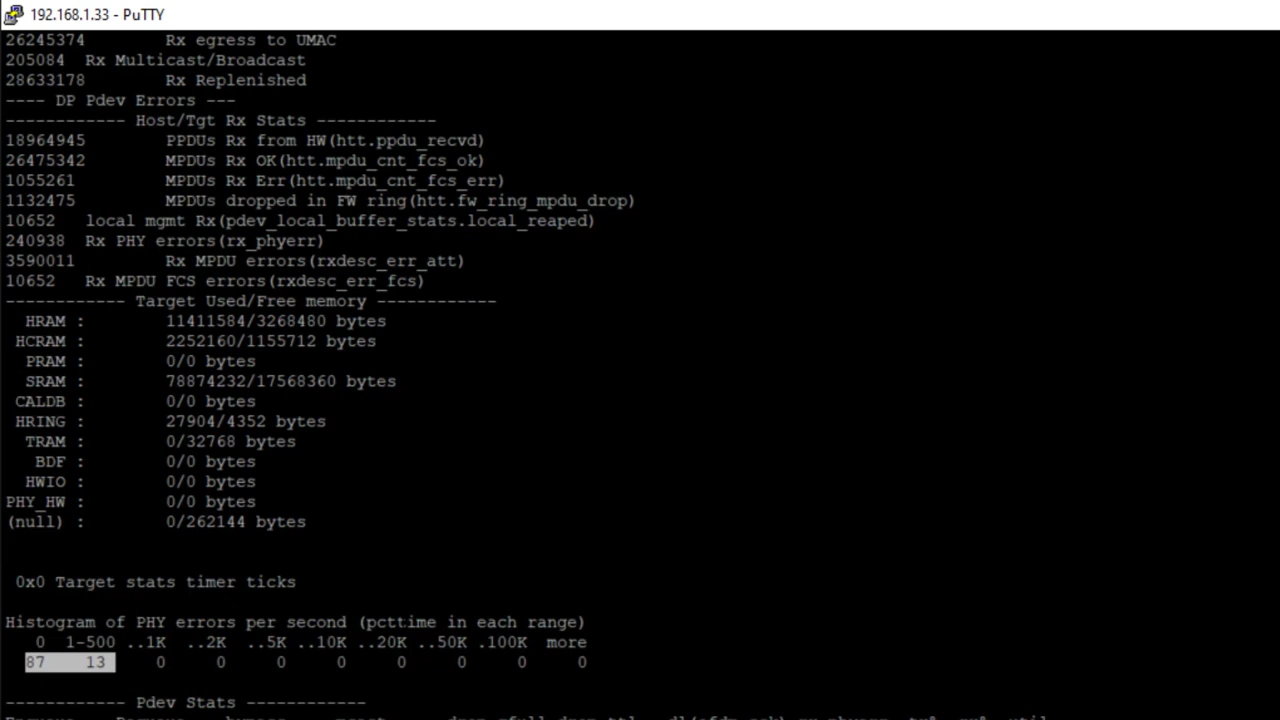 192.168.1.33 - PuTTY
26245374 Rx egress to UMAC
205084 Rx Multicast/Broadcast
28633178 Rx Replenished
---- DP Pdev Errors ---
------------ Host/Tgt Rx Stats ------------
18964945 PPDUs Rx from HW(htt.ppdu_recvd)
26475342 MPDUs Rx OK(htt.mpdu_cnt_fcs_ok)
1055261 MPDUs Rx Err(htt.mpdu_cnt_fcs_err)
1132475 MPDUs dropped in FW ring(htt.fw_ring_mpdu_drop)
10652 local mgmt Rx(pdev_local_buffer_stats.local_reaped)
240938 Rx PHY errors(rx_phyerr)
3590011 Rx MPDU errors(rxdesc_err_att)
10652 Rx MPDU FCS errors(rxdesc_err_fcs)
------------ Target Used/Free memory ------------
HRAM : 11411584/3268480 bytes
HCRAM : 2252160/1155712 bytes
PRAM : 0/0 bytes
SRAM : 78874232/17568360 bytes
CALDB : 0/0 bytes
HRING : 27904/4352 bytes
TRAM : 0/32768 bytes
BDF : 0/0 bytes
HWIO : 0/0 bytes
PHY_HW : 0/0 bytes
(null) : 0/262144 bytes
0x0 Target stats timer ticks
Histogram of PHY errors per second (pcttime in each range)
0 1-500 ..1K ..2K ..5K ..10K ..20K ..50K .100K more
87 13 0 0 0 0 0 0 0 0
------------ Pdev Stats ------------